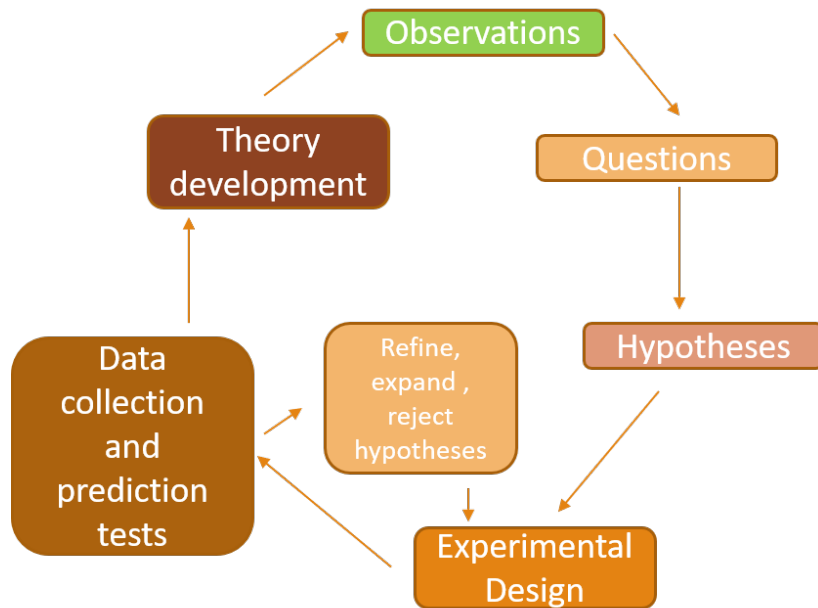 Observations
Questions
Hypotheses
Experimental
Design
Data
collection
and
prediction
tests
Refine,
expand ,
reject
hypotheses
Theory
development